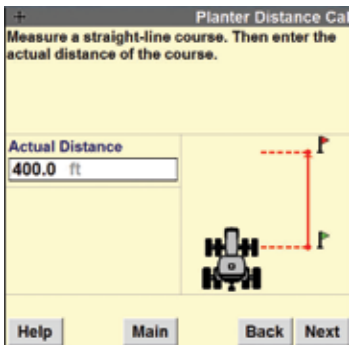 Planter Distance Cal
Measure a straight-line course. Then enter the
actual distance of the course.
Actual Distance
400.0 ft
Help Main Back Next